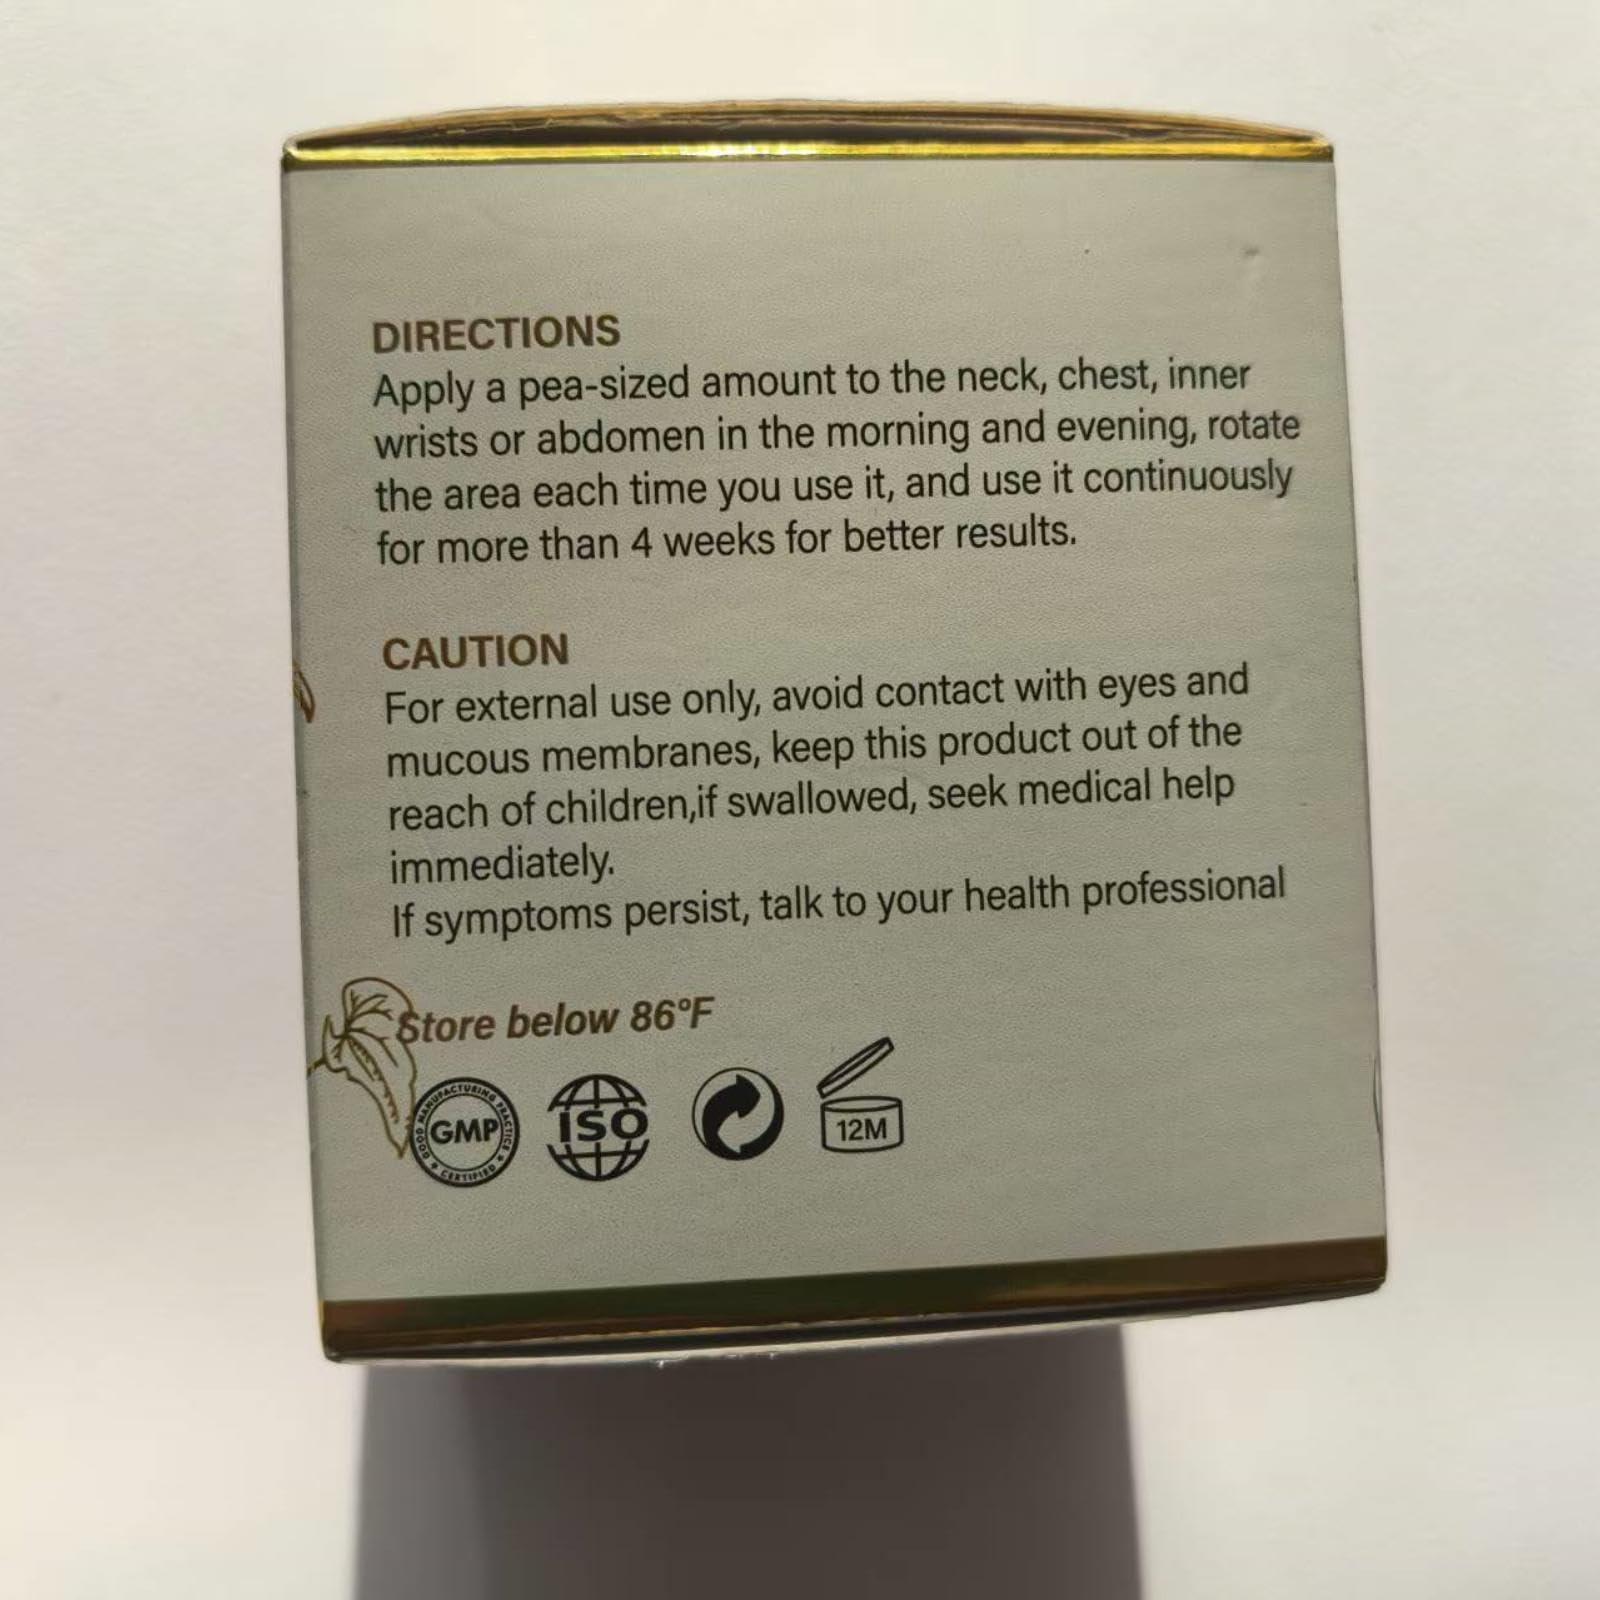 DIRECTIONS
Apply a pea-sized amount to the neck, chest, inner
wrists or abdomen in the morning and evening, rotate
the area each time you use it, and use it continuously
for more than 4 weeks for better results.
CAUTION
For external use only, avoid contact with eyes and
mucous membranes, keep this product out of the
reach of children,if swallowed, seek medical help
immediately.
If symptoms persist, talk to your health professional
Store below 86°F
GOOD MANUFACTURING PRACTICE
GMP
CERTIFIED
ISO
12M